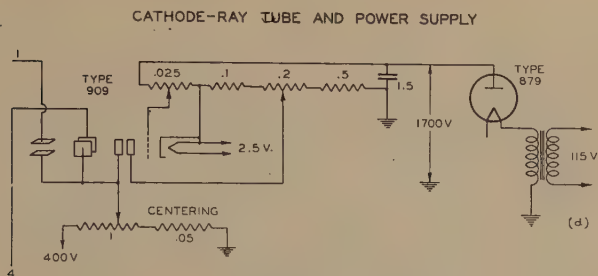 CATHODE-RAY TUBE AND POWER SUPPLY
1
TYPE
909
.025
.1
.2
.5
1.5
1700V
TYPE
879
2.5 V.
115 V
CENTERING
1
.05
400V
(d)
4